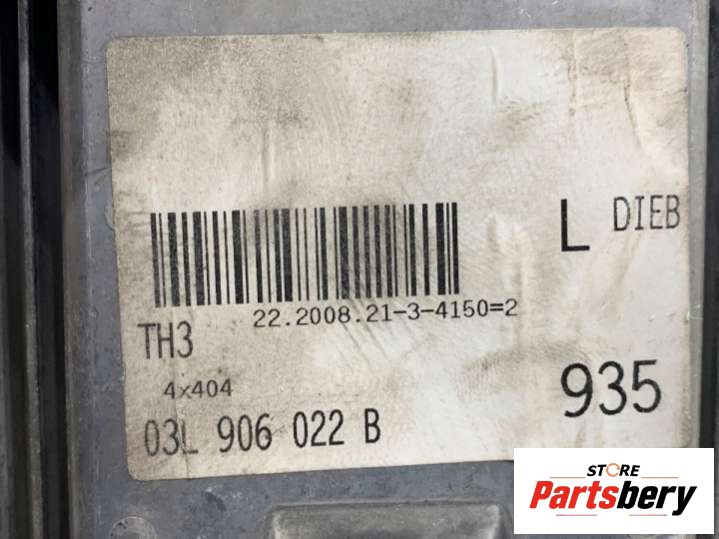 L DIEB
22.2008.21-3-4150=2
TH3
4x404
935
03L 906 022 B
STORE
Partsbery